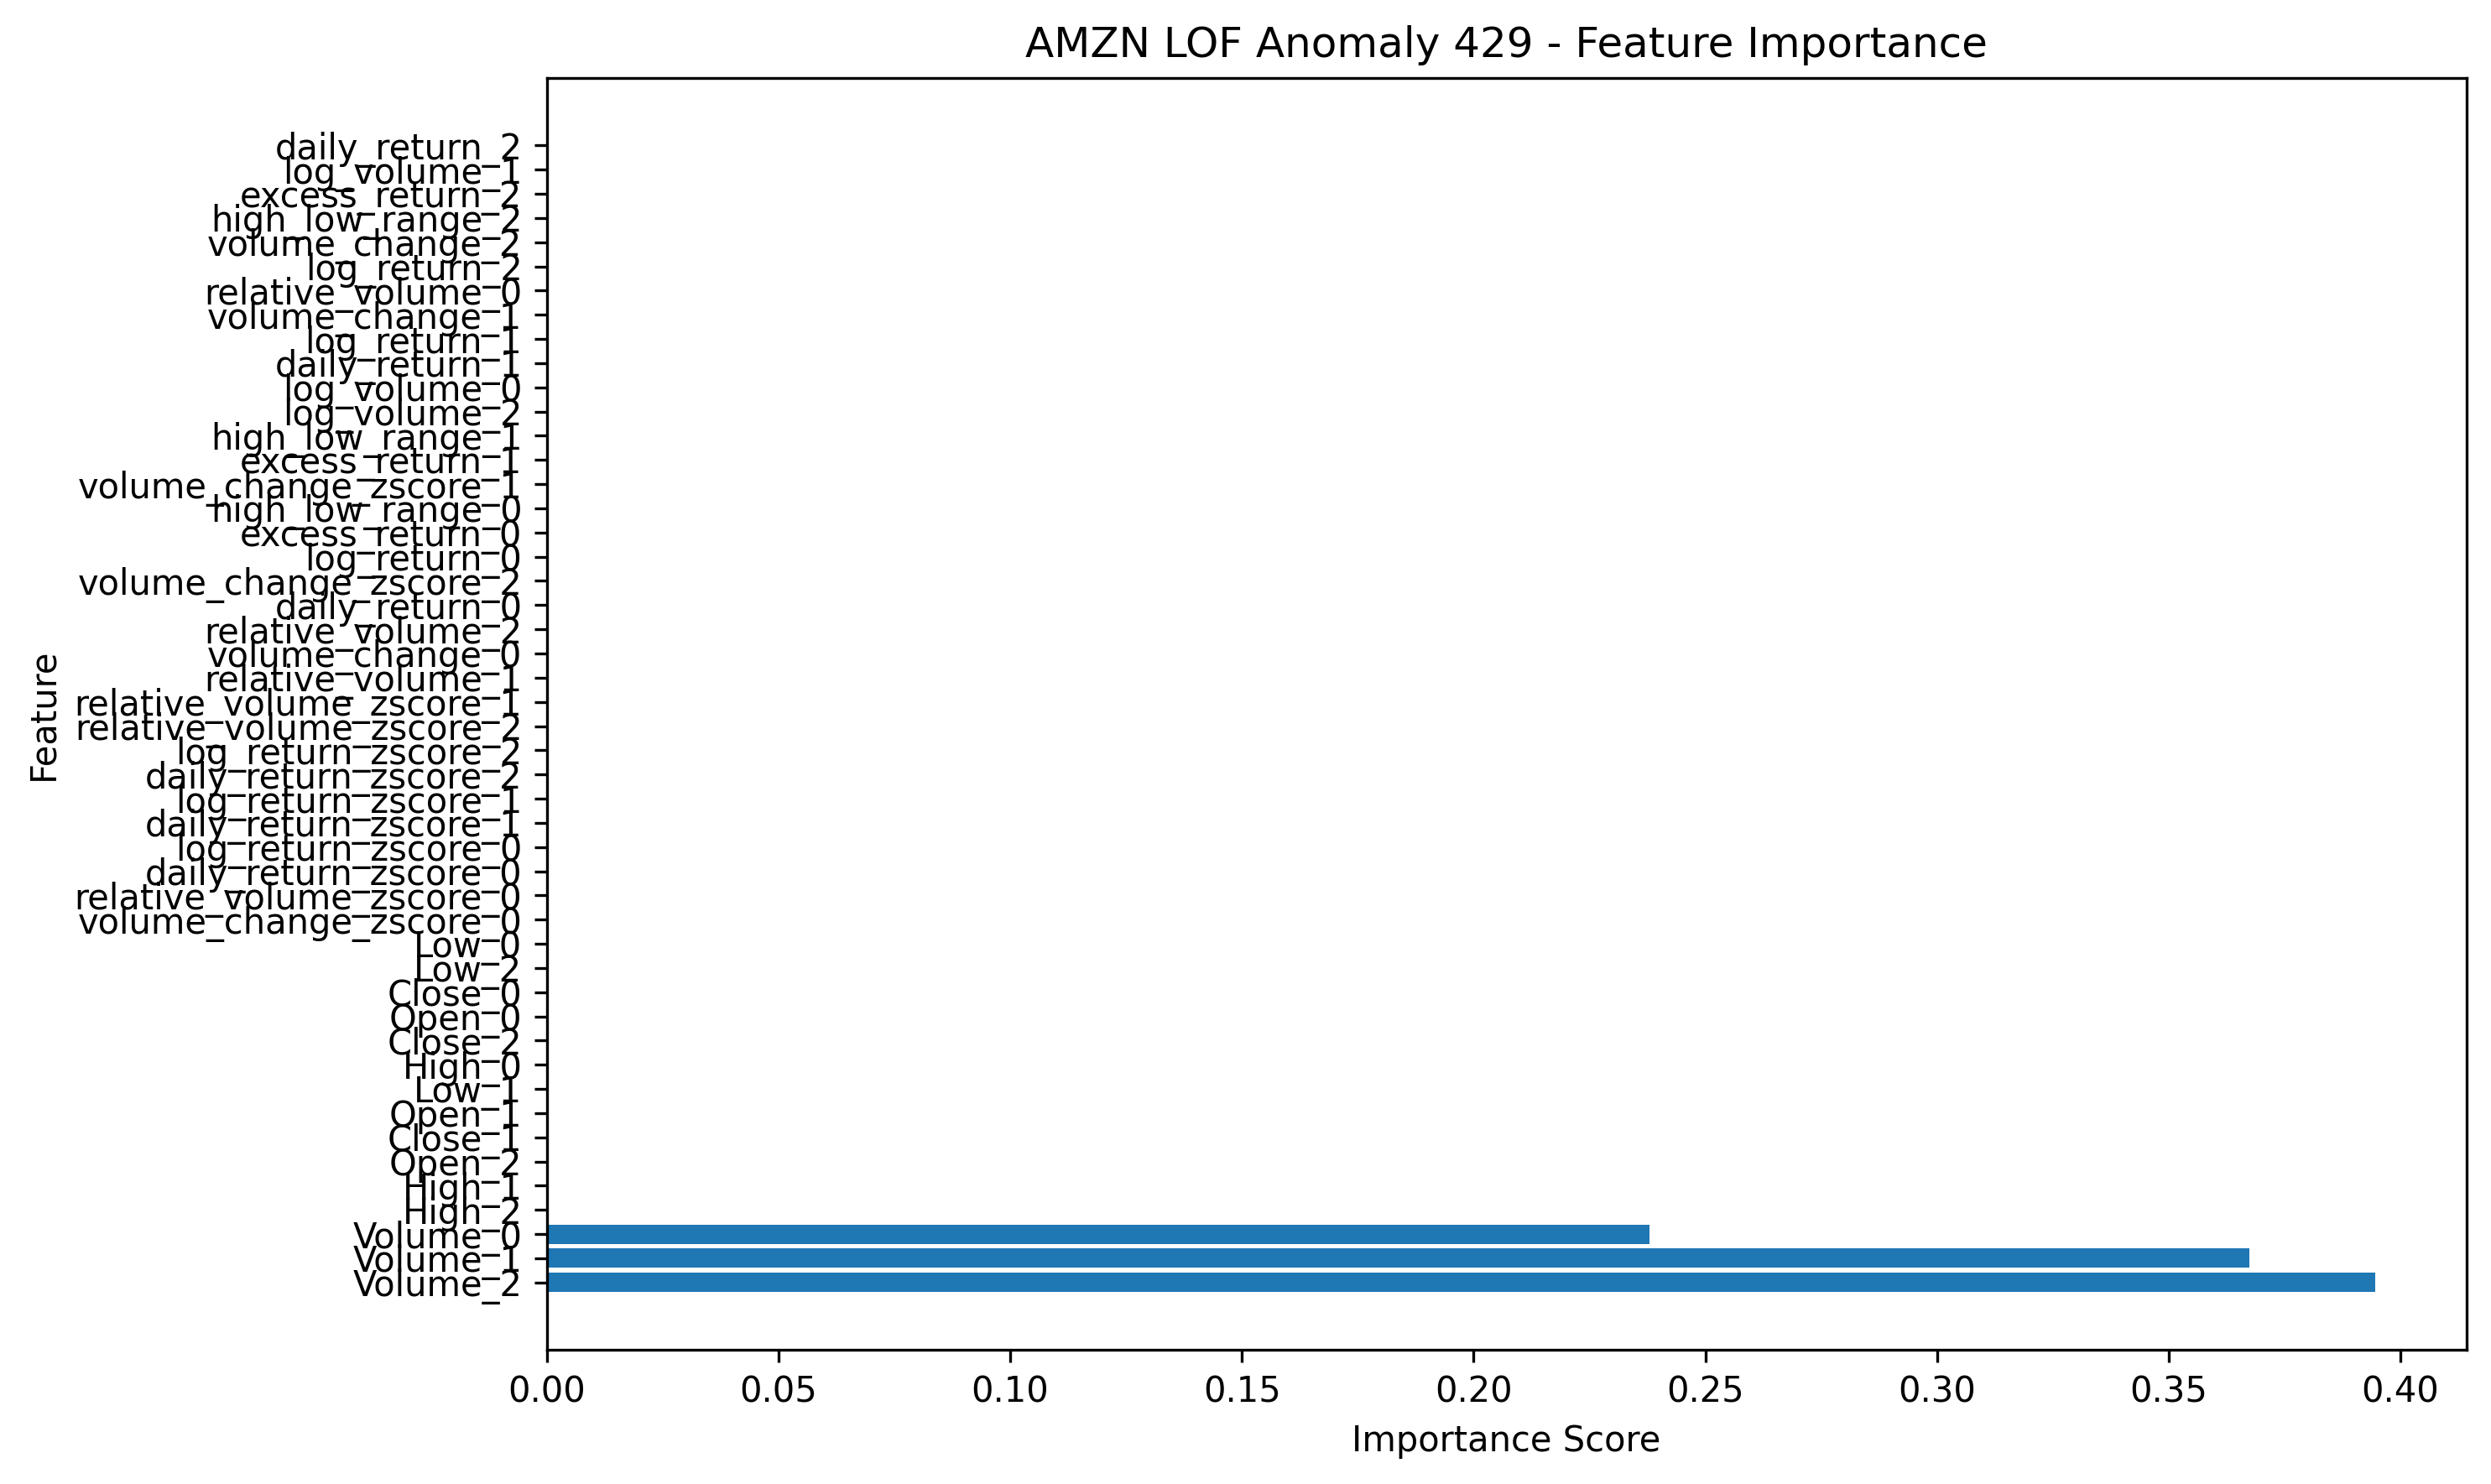 AMZN LOF Anomaly 429 - Feature Importance
daily_return_2
log_volume_1
excess_return_2
high_low_range_2
volume_change_2
log_return_2
relative_volume_0
volume_change_1
log_return_1
daily_return_1
log_volume_0
log_volume_2
high_low_range_1
excess_return_1
volume_change_zscore_1
high_low_range_0
excess_return_0
log_return_0
volume_change_zscore_2
daily_return_0
relative_volume_2
volume_change_0
relative_volume_1
relative_volume_zscore_1
relative_volume_zscore_2
log_return_zscore_2
daily_return_zscore_2
log_return_zscore_1
daily_return_zscore_1
log_return_zscore_0
daily_return_zscore_0
relative_volume_zscore_0
volume_change_zscore_0
Low_0
Low_2
Close_0
Open_0
Close_2
High_0
Low_1
Open_1
Close_1
Open_2
High_1
High_2
Volume_0
Volume_1
Volume_2
Feature
0.00 0.05 0.10 0.15 0.20 0.25 0.30 0.35 0.40
Importance Score